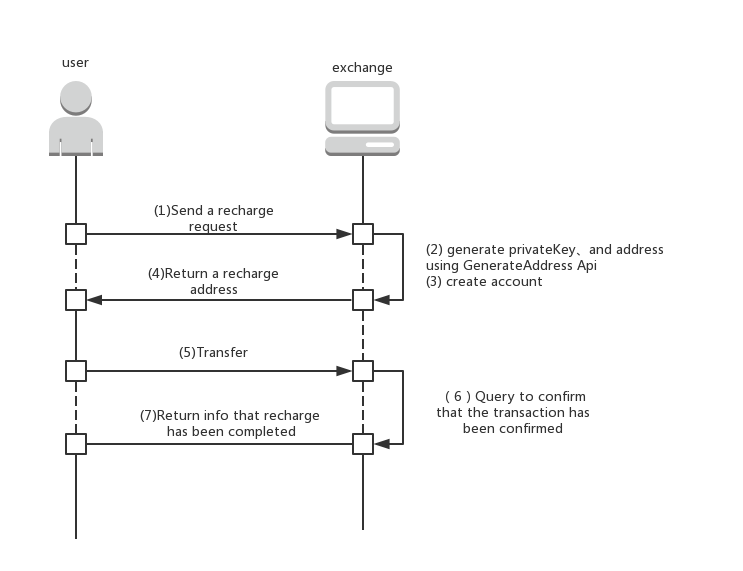 user
exchange
(1)Send a recharge
request
(2) generate privateKey、and address
using GenerateAddress Api
(3) create account
(4)Return a recharge
address
(5)Transfer
( 6 ) Query to confirm
that the transaction has
been confirmed
(7)Return info that recharge
has been completed